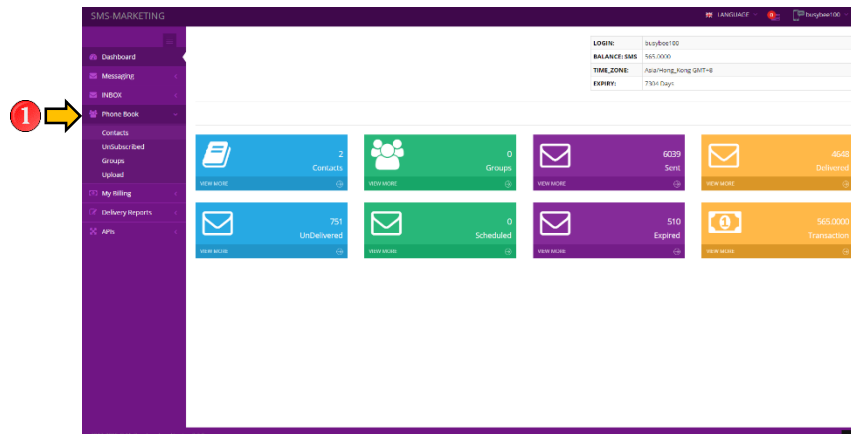 SMS-MARKETING
LANGUAGE
busybee100
Dashboard
Messaging
INBOX
Phone Book
Contacts
UnSubscribed
Groups
Upload
My Billing
Delivery Reports
APIs
1
LOGIN: busybee100
BALANCE: SMS 565.0000
TIME_ZONE: Asia/Hong_Kong GMT+8
EXPIRY: 7304 Days
2
Contacts
VIEW MORE
0
Groups
VIEW MORE
6039
Sent
VIEW MORE
4648
Delivered
VIEW MORE
751
UnDelivered
VIEW MORE
0
Scheduled
VIEW MORE
510
Expired
VIEW MORE
1
565.0000
Transaction
VIEW MORE